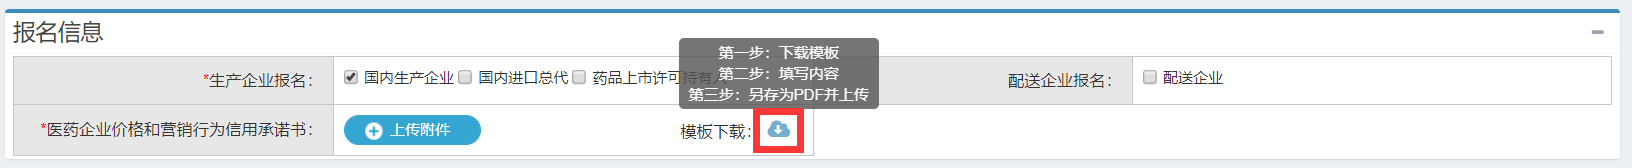 报名信息
第一步：下载模板
第二步：填写内容
第三步：另存为PDF并上传
*生产企业报名：
国内生产企业
国内进口总代
药品上市许可持有
配送企业报名：
配送企业
*医药企业价格和营销行为信用承诺书：
上传附件
模板下载：